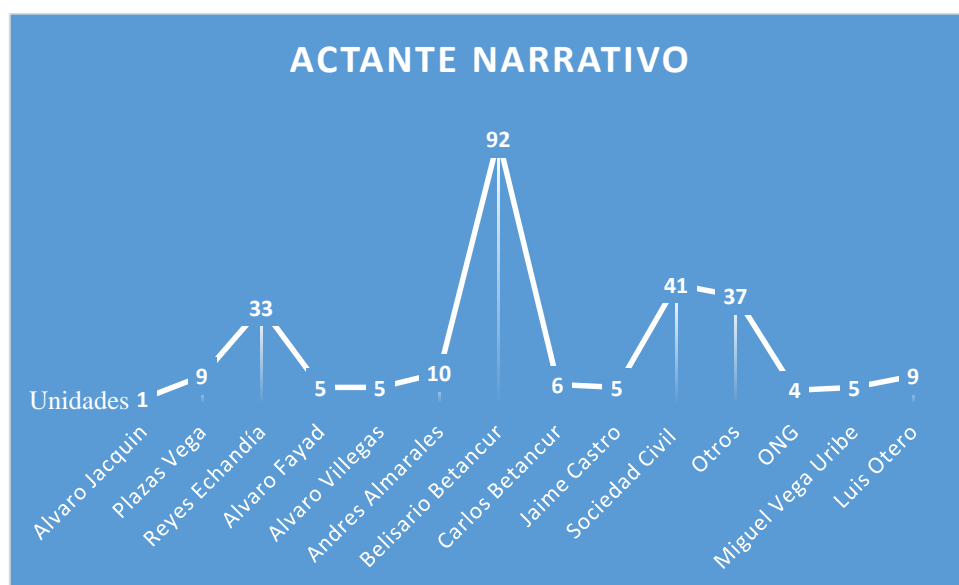 ACTANTE NARRATIVO
92
41
37
33
10
9
9
6
5
5
5
5
4
Unidades 1
Alvaro Jacquin
Plazas Vega
Reyes Echandía
Alvaro Fayad
Alvaro Villegas
Andres Almarales
Belisario Betancur
Carlos Betancur
Jaime Castro
Sociedad Civil
Otros
ONG
Miguel Vega Uribe
Luis Otero